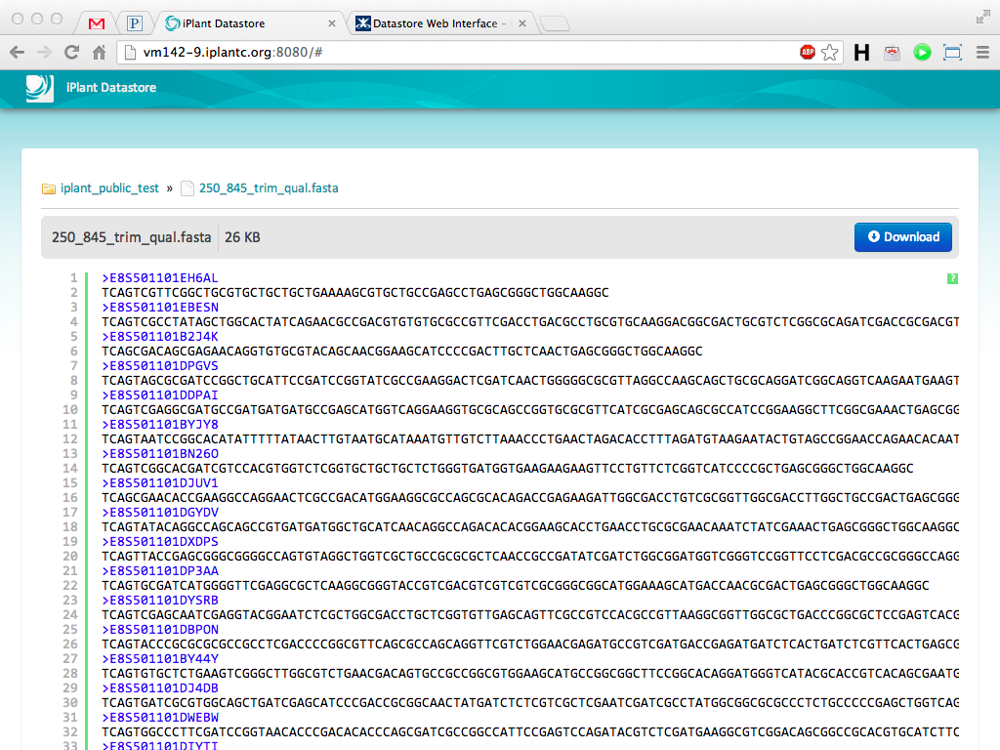 iPlant Datastore
Datastore Web Interface –
vm142-9.iplantc.org:8080/#
ABP
H
iPlant Datastore
iplant_public_test » 250_845_trim_qual.fasta
250_845_trim_qual.fasta 26 KB
Download
?
1 >E8S501101EH6AL
2 TCAGTCGTTCGGCTGCGTGCTGCTGCTGAAAAGCGTGCTGCCGAGCCTGAGCGGGCTGGCAAGGC
3 >E8S501101EBESN
4 TCAGTCGCCTATAGCTGGCACTATCAGAACGCCGACGTGTGTGCGCCGTTCGACCTGACGCCTGCGTGCAAGGACGGCGACTGCGTCTCGGCGCAGATCGACCGCGACGT
5 >E8S501101B2J4K
6 TCAGCGACAGCGAGAACAGGTGTGCGTACAGCAACGGAAGCATCCCCGACTTGCTCAACTGAGCGGGCTGGCAAGGC
7 >E8S501101DPGVS
8 TCAGTAGCGCGATCCGGCTGCATTCCGATCCGGTATCGCCGAAGGACTCGATCAACTGGGGGCGCGTTAGGCCAAGCAGCTGCGCAGGATCGGCAGGTCAAGAATGAAGT
9 >E8S501101DDPAI
10 TCAGTCGAGGCGATGCCGATGATGATGCCGAGCATGGTCAGGAAGGTGCGCAGCCGGTGCGCGTTCATCGCGAGCAGCGCCATCCGGAAGGCTTCGGCGAAACTGAGCGG
11 >E8S501101BYJY8
12 TCAGTAATCCGGCACATATTTTTATAACTTGTAATGCATAAATGTTGTCTTAAACCCTGAACTAGACACCTTTAGATGTAAGAATACTGTAGCCGGAACCAGAACACAAT
13 >E8S501101BN26O
14 TCAGTCGGCACGATCGTCCACGTGGTCTCGGTGCTGCTGCTCTGGGTGATGGTGAAGAAGAAGTTCCTGTTCTCGGTCATCCCCGCTGAGCGGGCTGGCAAGGC
15 >E8S501101DJUV1
16 TCAGCGAACACCGAAGGCCAGGAACTCGCCGACATGGAAGGCGCCAGCGCACAGACCGAGAAGATTGGCGACCTGTCGCGGTTGGCGACCTTGGCTGCCGACTGAGCGGG
17 >E8S501101DGYDV
18 TCAGTATACAGGCCAGCAGCCGTGATGATGGCTGCATCAACAGGCCAGACACACGGAAGCACCTGAACCTGCGCGAACAAATCTATCGAAACTGAGCGGGCTGGCAAGGC
19 >E8S501101DXDPS
20 TCAGTTACCGAGCGGGCGGGGCCAGTGTAGGCTGGTCGCTGCCGCGCGCTCAACCGCCGATATCGATCTGGCGGATGGTCGGGTCCGGTTCCTCGACGCCGCGGGCCAGG
21 >E8S501101DP3AA
22 TCAGTGCGATCATGGGGTTCGAGGCGCTCAAGGCGGGTACCGTCGACGTCGTCGTCGCGGGCGGCATGGAAAGCATGACCAACGCGACTGAGCGGGCTGGCAAGGC
23 >E8S501101DYSRB
24 TCAGTCGAGCAATCGAGGTACGGAATCTCGCTGGCGACCTGCTCGGTGTTGAGCAGTTCGCCGTCCACGCCGTTAAGGCGGTTGGCGCTGACCCGGCGCTCCGAGTCACG
25 >E8S501101DBPON
26 TCAGTACCCGCGCGCGCCGCCTCGACCCCGGCGTTCAGCGCCAGCAGGTTCGTCTGGAACGAGATGCCGTCGATGACCGAGATGATCTCACTGATCTCGTTCACTGAGCG
27 >E8S501101BY44Y
28 TCAGTGTGCTCTGAAGTCGGGCTTGGCGTCTGAACGACAGTGCCGCCGGCGTGGAAGCATGCCGGCGGCTTCCGGCACAGGATGGGTCATACGCACCGTCACAGCGAATG
29 >E8S501101DJ4DB
30 TCAGTGATCGCGTGGCAGCTGATCGAGCATCCCGACCGCGGCAACTATGATCTCTCGTCGCTCGAATCGATCGCCTATGGCGGCGCGCCCTCTGCCCCCGAGCTGGTCAG
31 >E8S501101DWEBW
32 TCAGTGGCCCTTCGATCCGGTAACACCCGACACACCCAGCGATCGCCGGCCATTCCGAGTCCAGATACGTCTCGATGAAGGCGTCGGACAGCGGCCGCACGTGCATCTTC
33 >E8S501101DIYTI